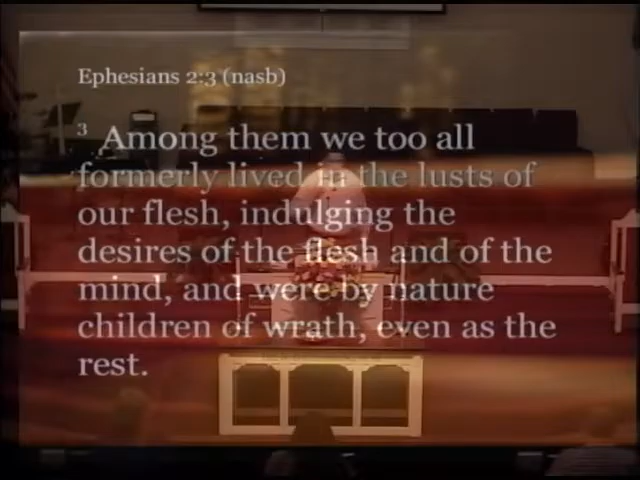 Ephesians 2:3 (nasb)
3 Among them we too all
formerly lived in the lusts of
our flesh, indulging the
desires of the flesh and of the
mind, and were by nature
children of wrath, even as the
rest.